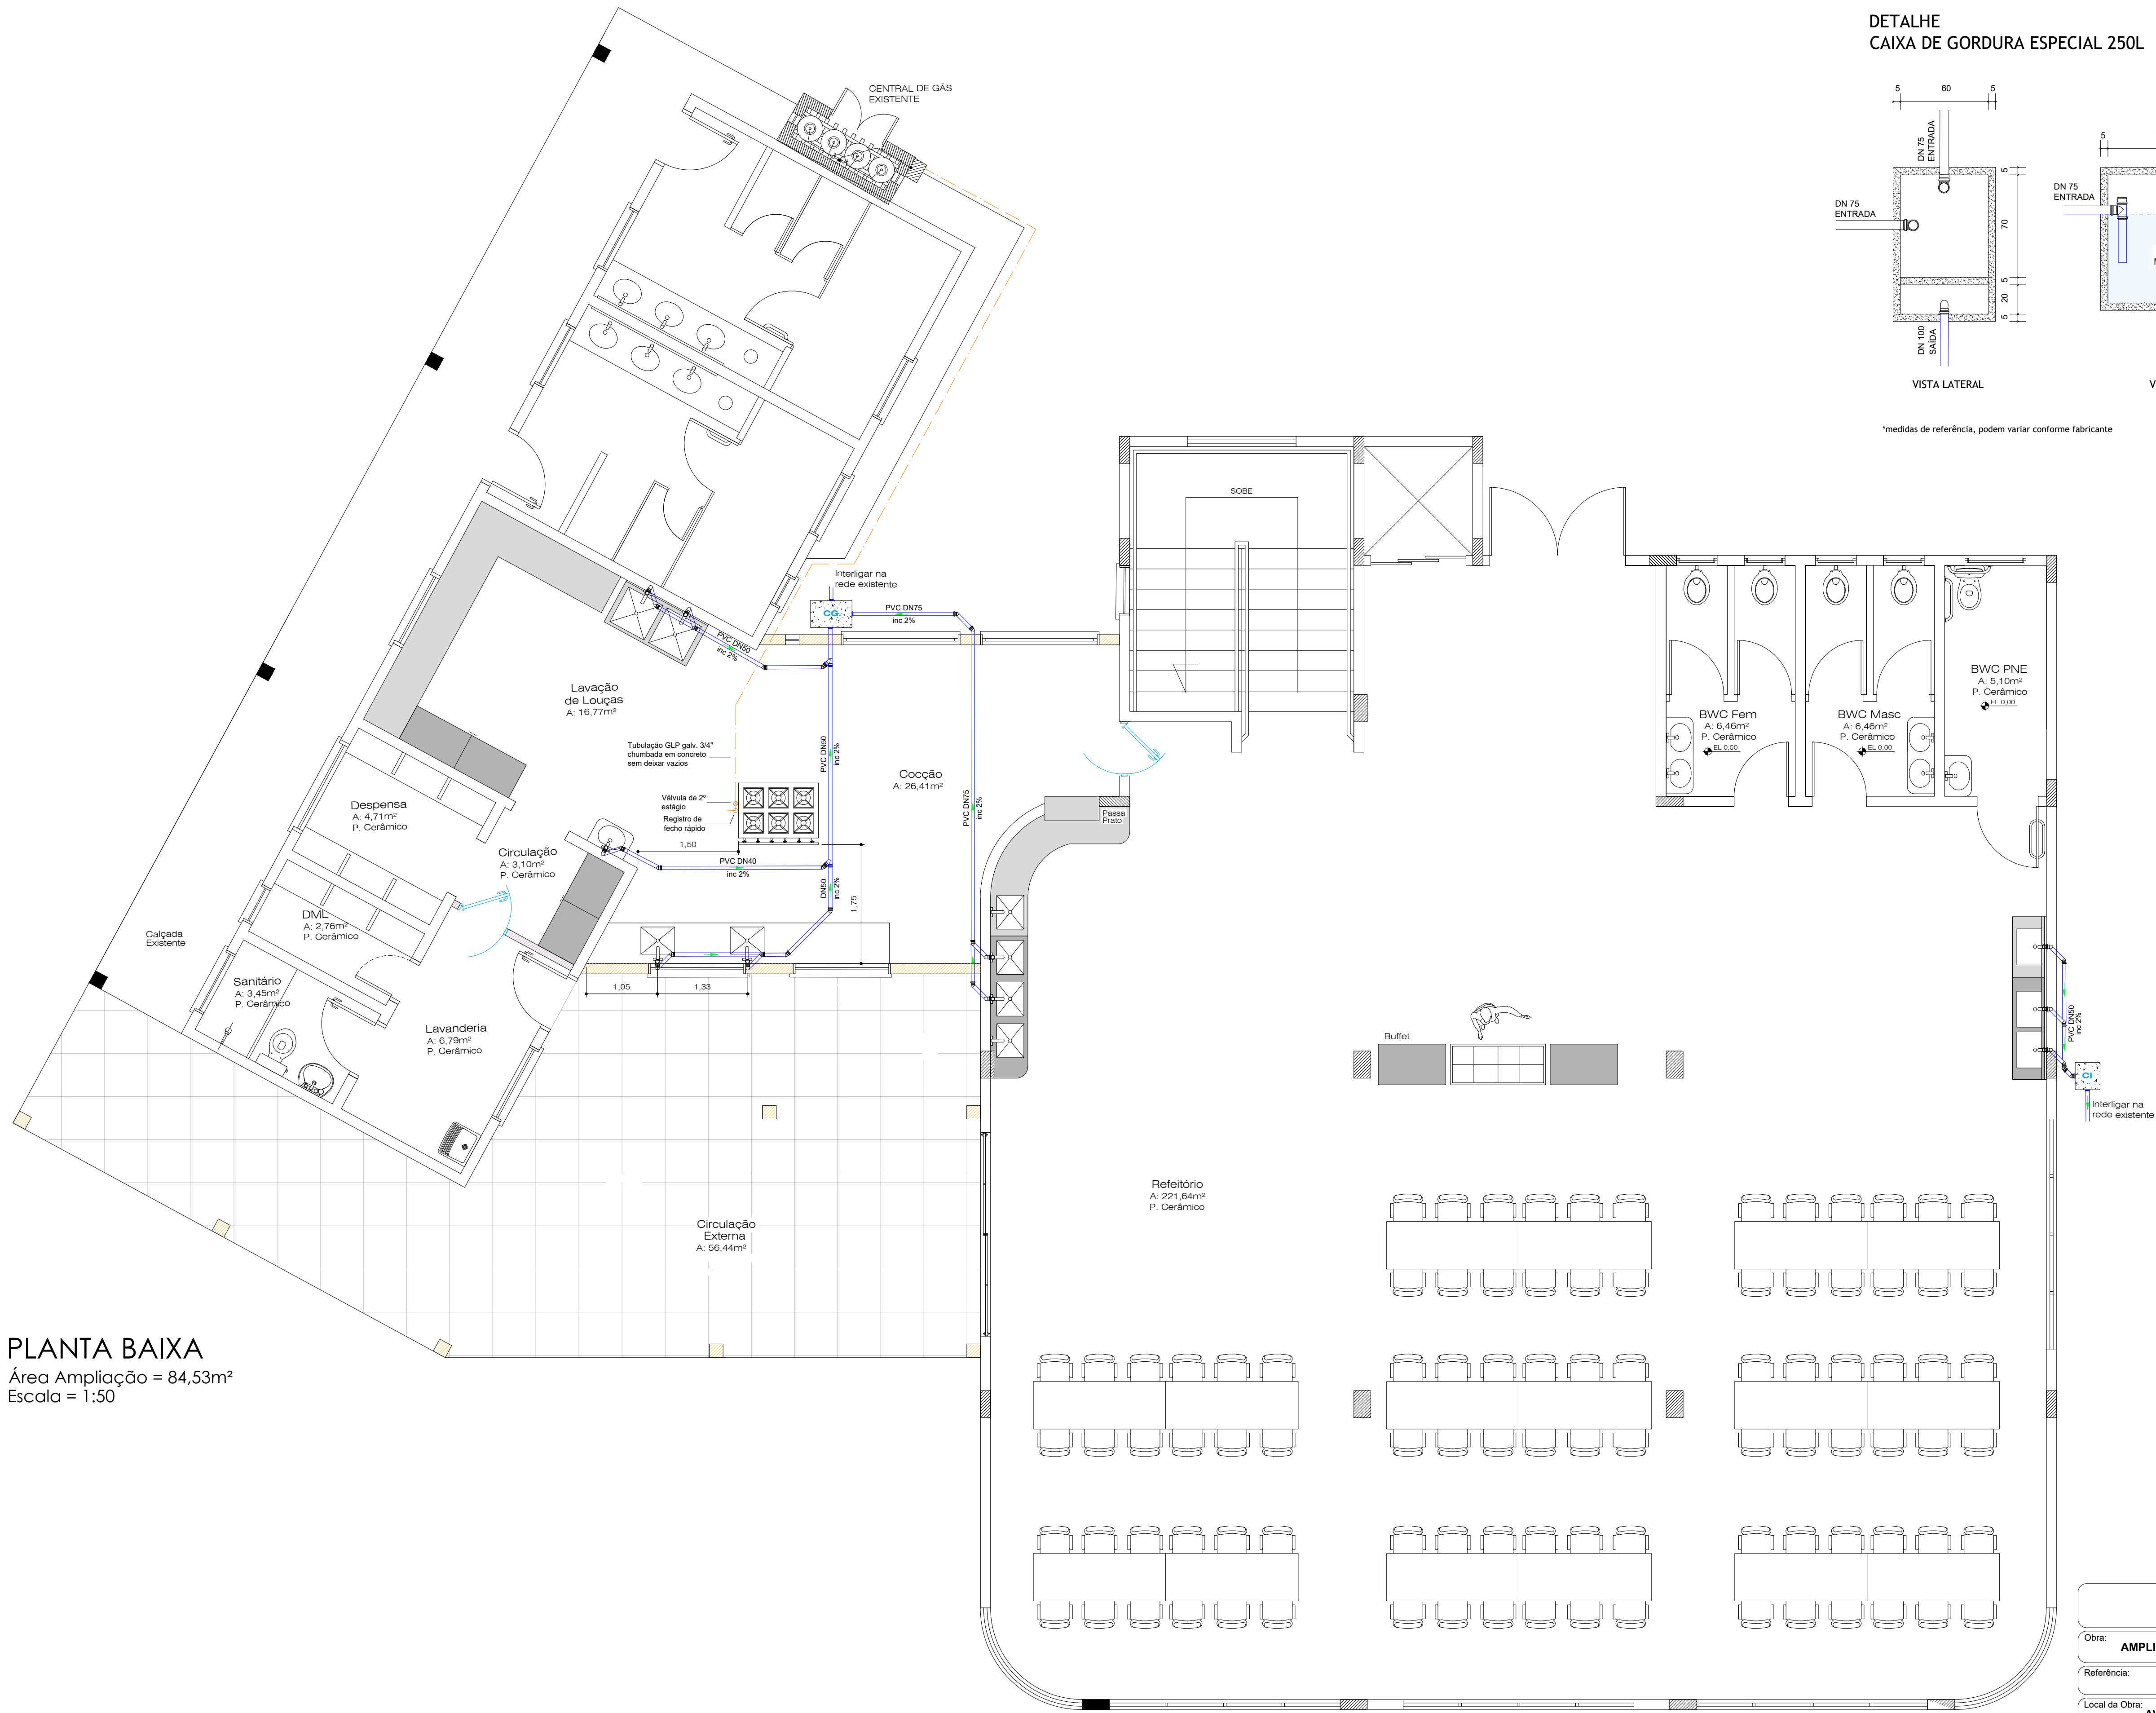 DETALHE
CAIXA DE GORDURA ESPECIAL 250L
5
60
5
DN 75
ENTRADA
DN 75
ENTRADA
5
70
5
20
5
DN 100
SAÍDA
VISTA LATERAL
5
DN 75
ENTRADA
*medidas de referência, podem variar conforme fabricante
CENTRAL DE GÁS
EXISTENTE
SOBE
Interligar na
rede existente
CG
PVC DN75
inc 2%
PVC DN50
inc 2%
Lavação
de Louças
A: 16,77m²
Tubulação GLP galv. 3/4"
chumbada em concreto
sem deixar vazios
PVC DN50
inc 2%
Cocção
A: 26,41m²
Válvula de 2º
estágio
Registro de
fecho rápido
1,50
PVC DN40
inc 2%
DN50
inc 2%
1,75
PVC DN75
inc 2%
Passa
Prato
BWC Fem
A: 6,46m²
P. Cerâmico
EL 0,00
BWC Masc
A: 6,46m²
P. Cerâmico
EL 0,00
BWC PNE
A: 5,10m²
P. Cerâmico
EL 0,00
Despensa
A: 4,71m²
P. Cerâmico
Circulação
A: 3,10m²
P. Cerâmico
DML
A: 2,76m²
P. Cerâmico
Calçada
Existente
Sanitário
A: 3,45m²
P. Cerâmico
1,05
1,33
Lavanderia
A: 6,79m²
P. Cerâmico
Buffet
PVC DN50
inc 2%
CI
Interligar na
rede existente
Refeitório
A: 221,64m²
P. Cerâmico
Circulação
Externa
A: 56,44m²
PLANTA BAIXA
Área Ampliação = 84,53m²
Escala = 1:50
Obra:
Referência:
Local da Obra: